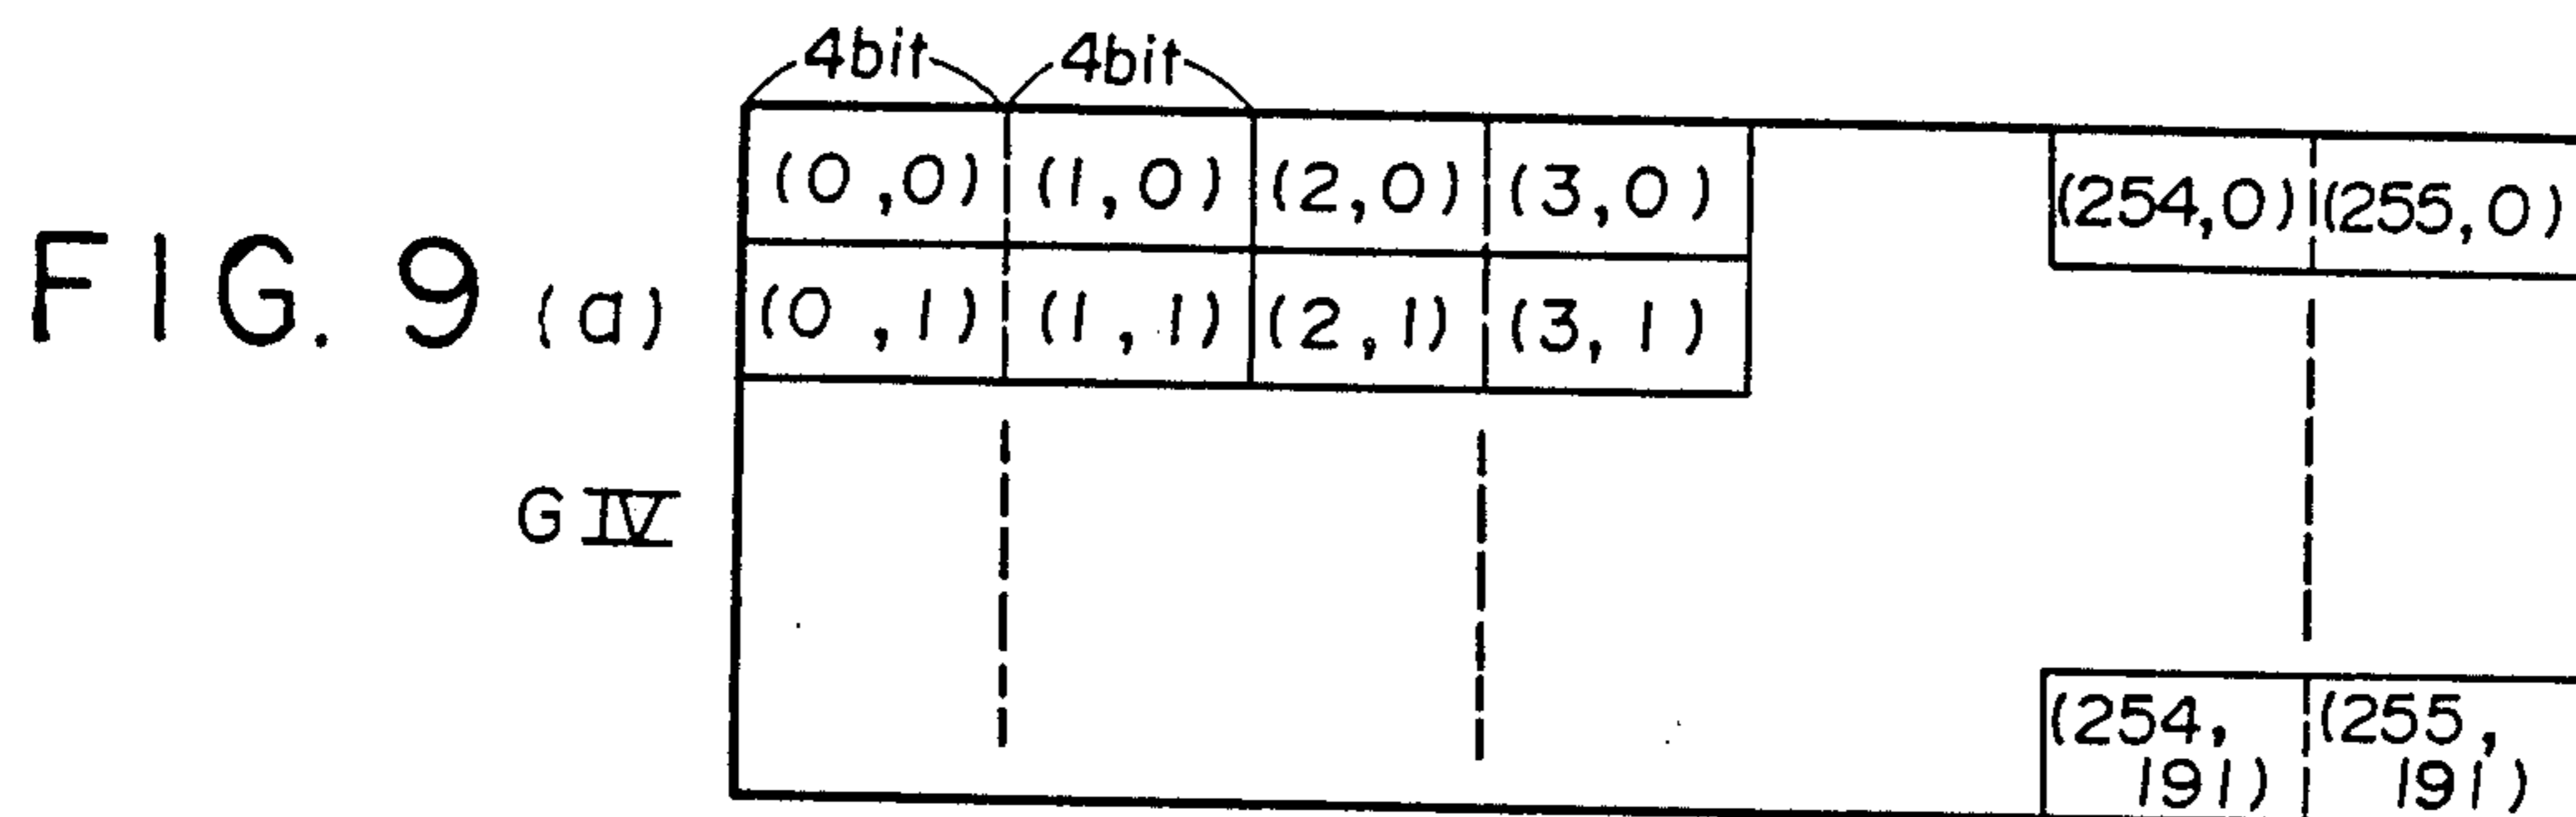 4bit 4bit
(0,0) (1,0) (2,0) (3,0) (254,0) (255,0)
FIG. 9 (a)
(0,1) (1,1) (2,1) (3,1)
G IV
(254, 191) (255, 191)